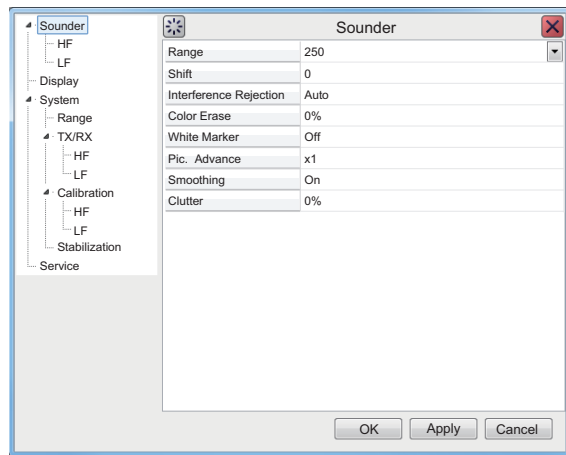 Sounder
HF
LF
Display
System
Range
TX/RX
HF
LF
Calibration
HF
LF
Stabilization
Service
Sounder
Range 250
Shift 0
Interference Rejection Auto
Color Erase 0%
White Marker Off
Pic. Advance x1
Smoothing On
Clutter 0%
OK Apply Cancel